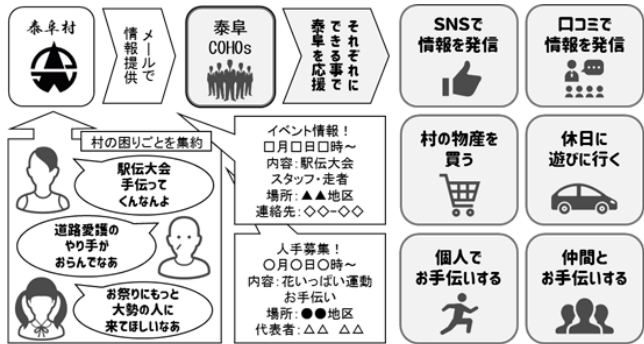 泰阜村
メールで
情報提供
泰阜
COHOs
それぞれに
できる事で
泰阜を応援
SNSで
情報を発信
口コミで
情報を発信
村の物産を
買う
休日に
遊びに行く
個人で
お手伝いする
仲間と
お手伝いする
村の困りごとを集約
駅伝大会
手伝って
くんなんよ
道路愛護の
やり手が
おらんでなあ
お祭りにもっと
大勢の人に
来てほしいなあ
イベント情報！
□月□日□時～
内容：駅伝大会
スタッフ・走者
場所：▲▲地区
連絡先：◇◇-◇◇
人手募集！
〇月〇日〇時～
内容：花いっぱい運動
お手伝い
場所：●●地区
代表者：△△ △△